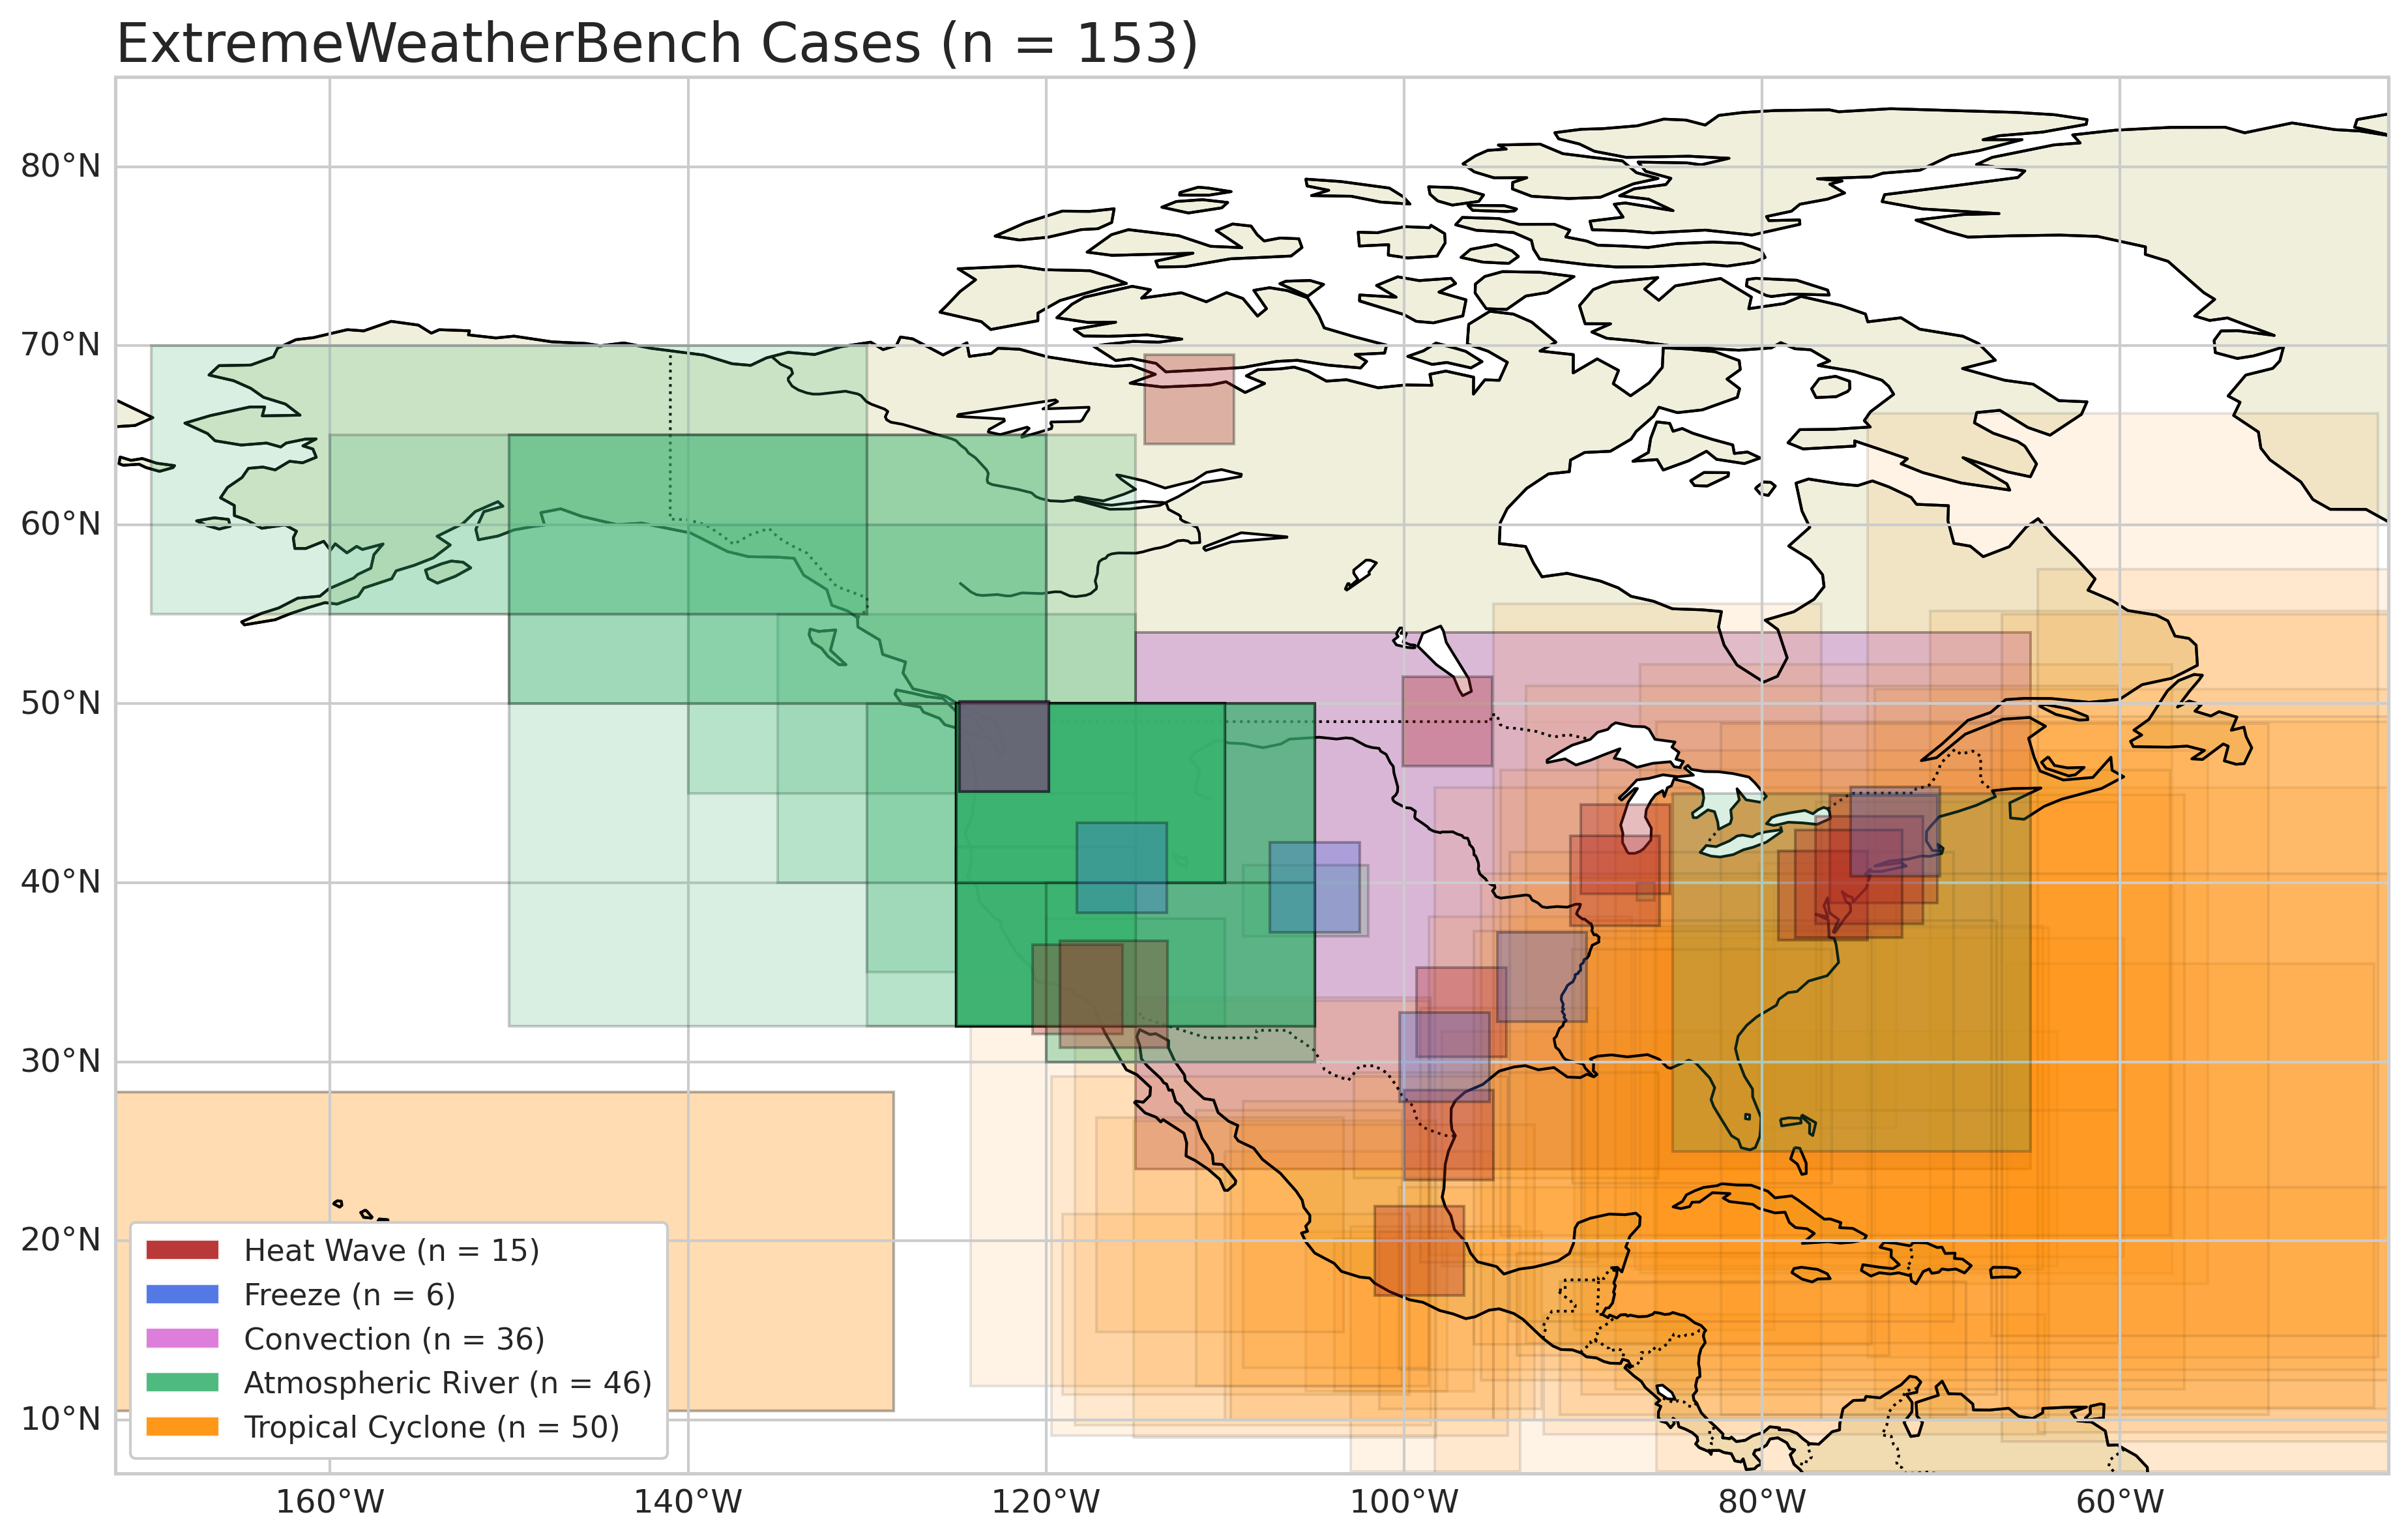 ExtremeWeatherBench Cases (n = 153)
80°N
70°N
60°N
50°N
40°N
30°N
20°N
10°N
Heat Wave (n = 15)
Freeze (n = 6)
Convection (n = 36)
Atmospheric River (n = 46)
Tropical Cyclone (n = 50)
160°W
140°W
120°W
100°W
80°W
60°W